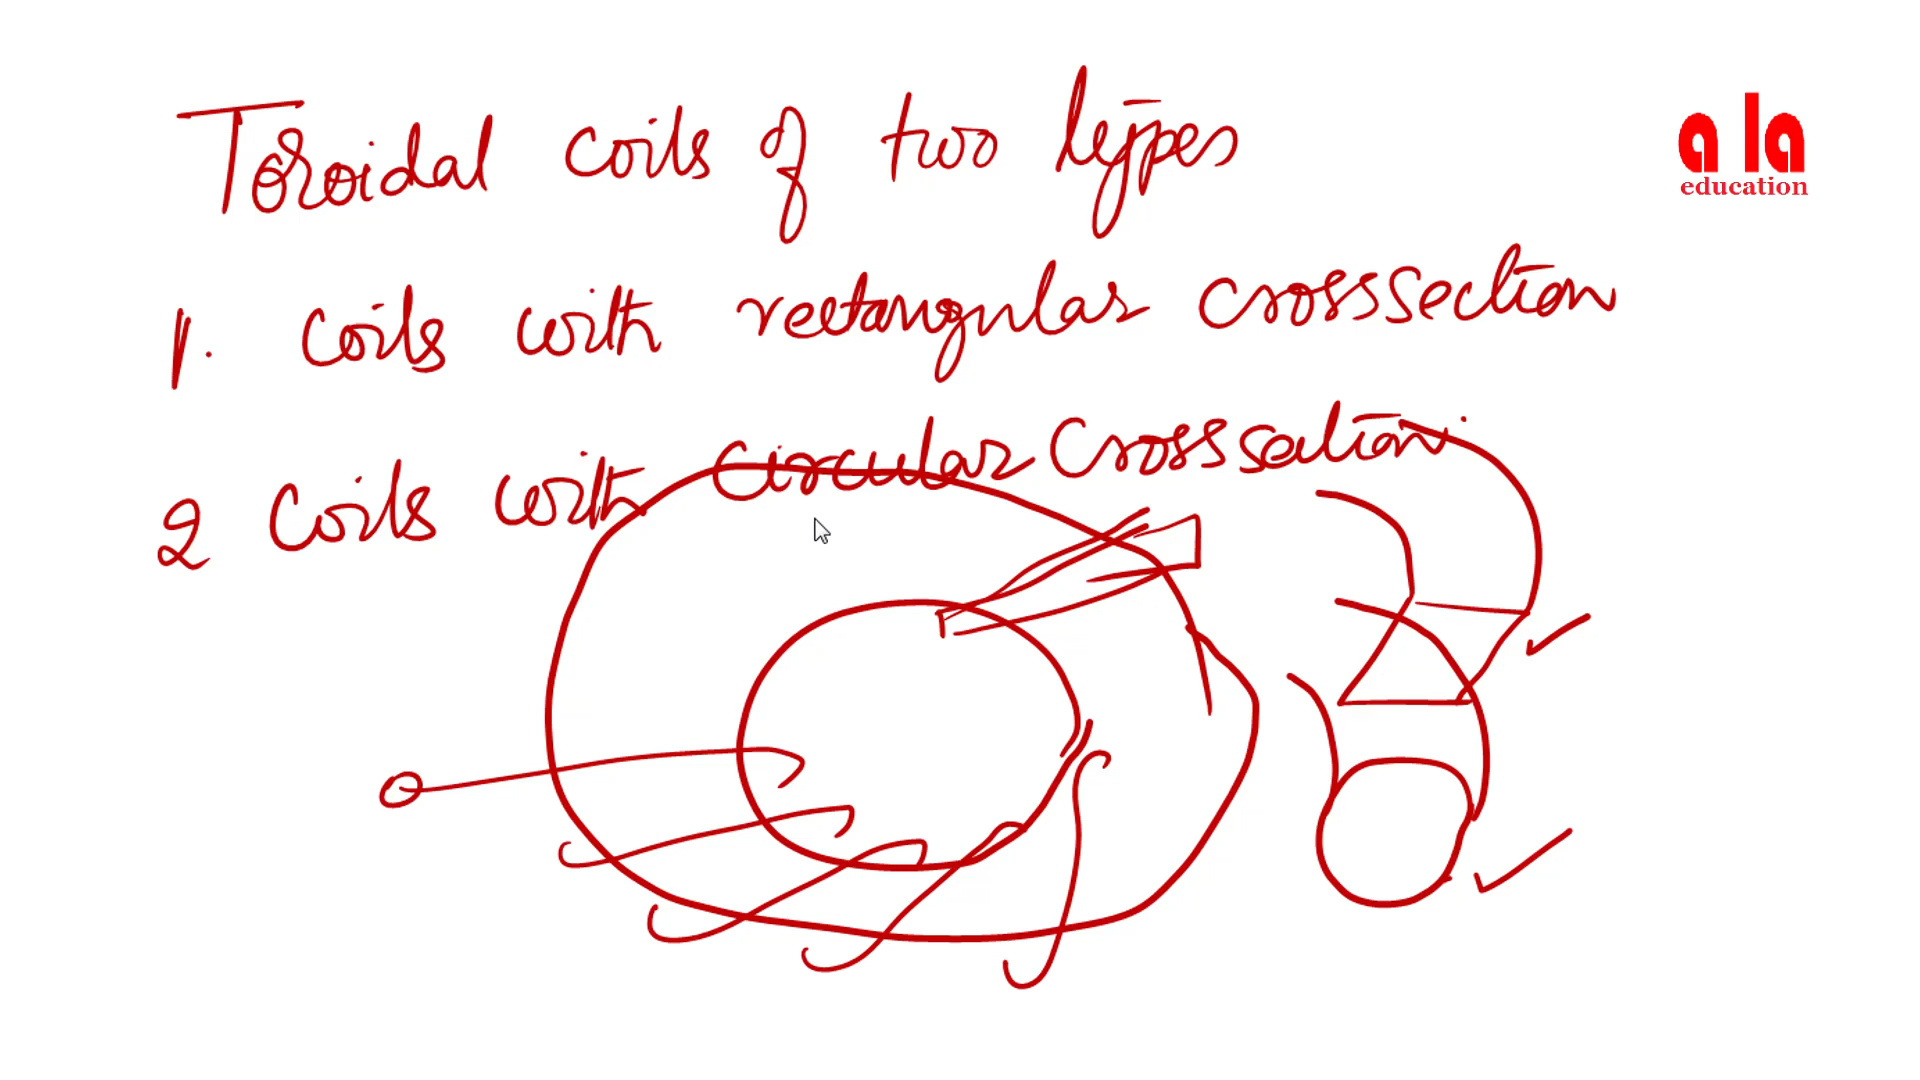 Toroidal coils of two types
a la
education
1. Coils with rectangular crosssection
2 Coils with circular Crosssection.